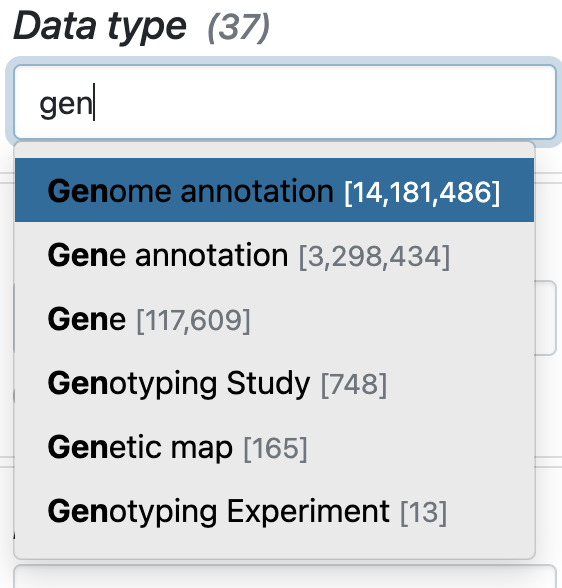 Data type (37)
gen
Genome annotation [14,181,486]
Gene annotation [3,298,434]
Gene [117,609]
Genotyping Study [748]
Genetic map [165]
Genotyping Experiment [13]